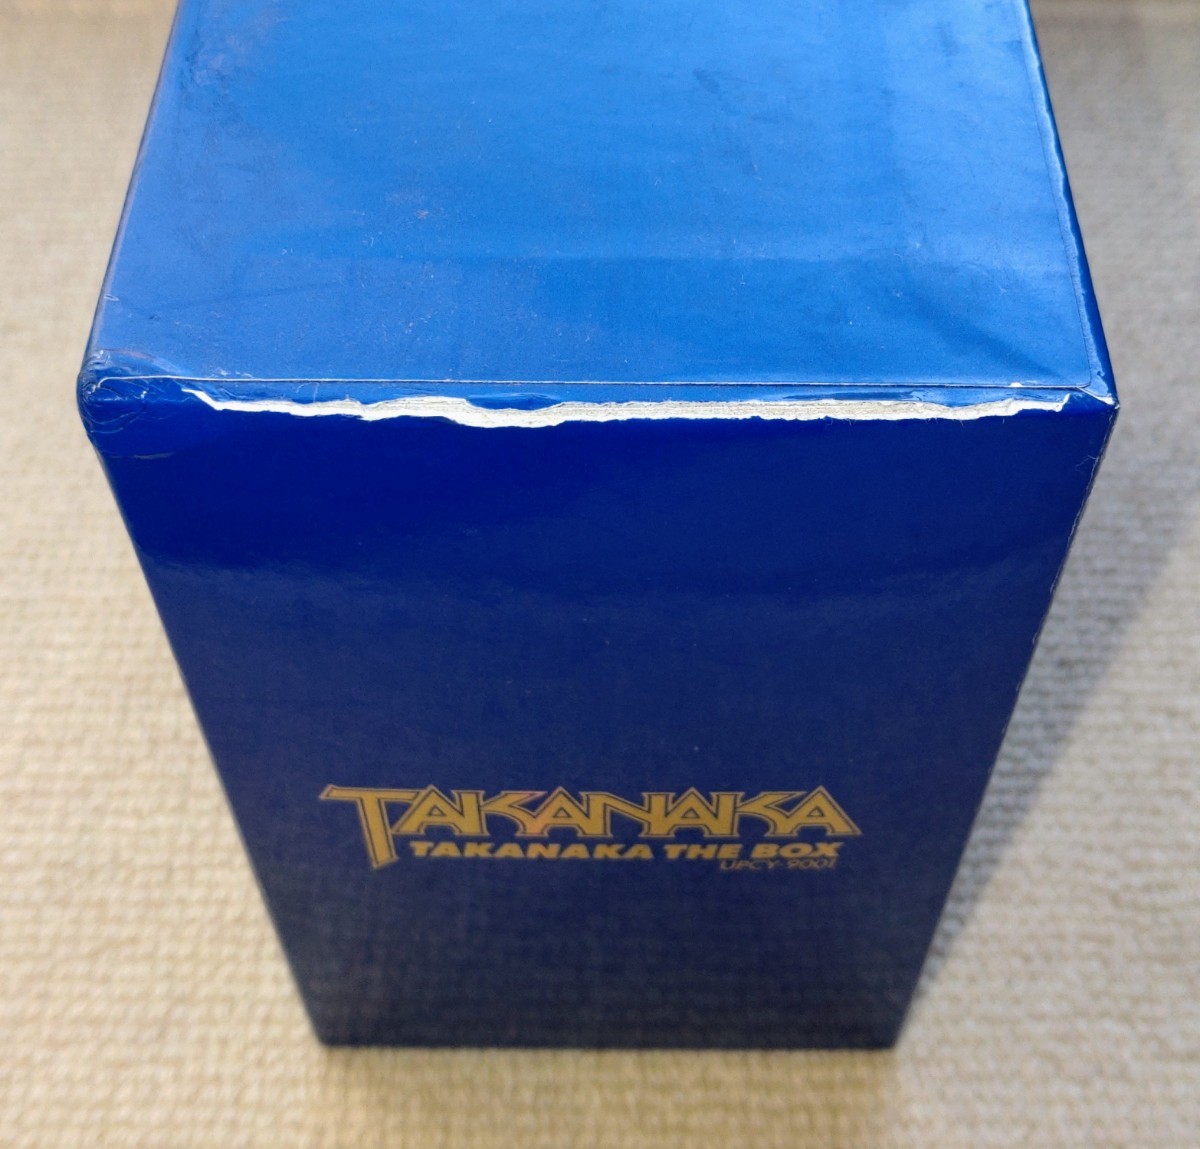 TAKANAKA
TAKANAKA THE BOX
UPCY-9001